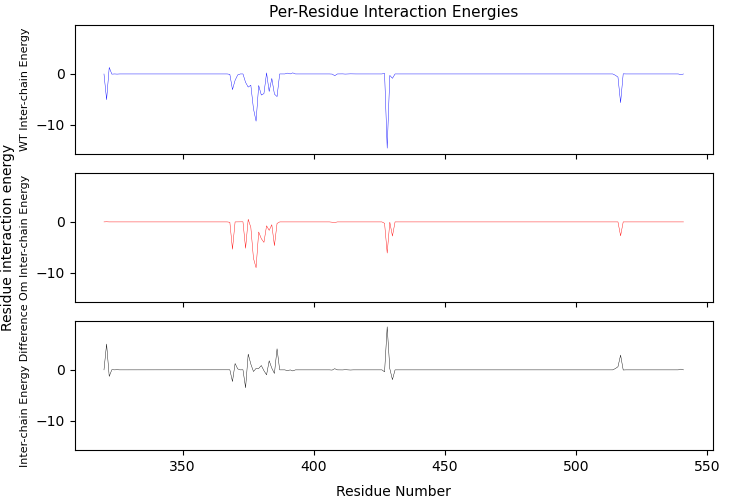 Per-Residue Interaction Energies
Residue interaction energy
WT Inter-chain Energy
0
−10
Om Inter-chain Energy
0
−10
Inter-chain Energy Difference
0
−10
350
400
450
500
550
Residue Number